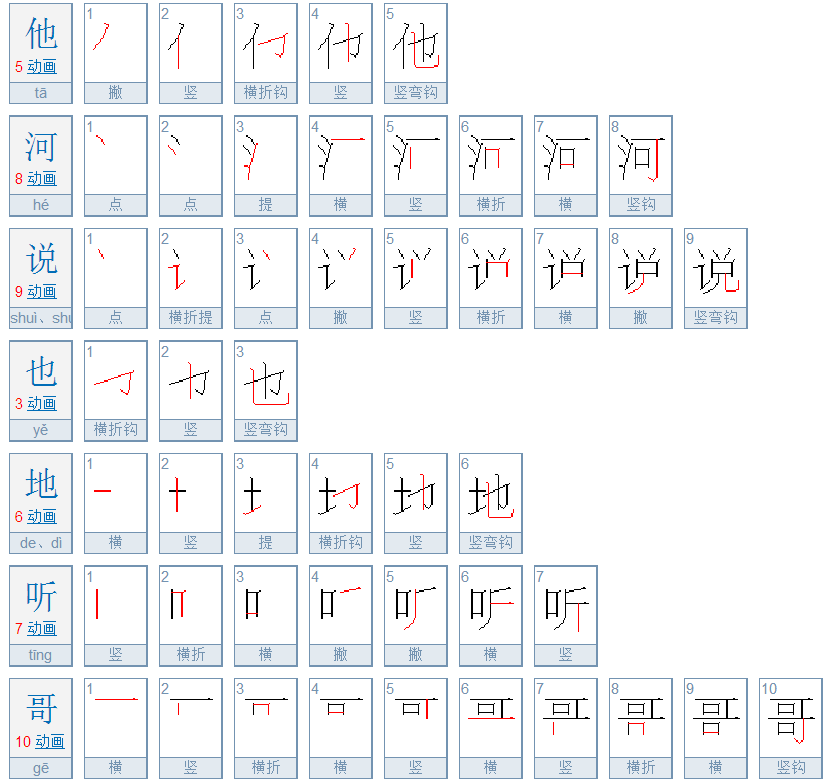 他 1 2 3 4 5
5 动画
tā 撇 竖 横折钩 竖 竖弯钩
河 1 2 3 4 5 6 7 8
8 动画
hé 点 点 提 横 竖 横折 横 竖钩
说 1 2 3 4 5 6 7 8 9
9 动画
shuì、shu 点 横折提 点 撇 竖 横折 横 撇 竖弯钩
也 1 2 3
3 动画
yě 横折钩 竖 竖弯钩
地 1 2 3 4 5 6
6 动画
de、dì 横 竖 提 横折钩 竖 竖弯钩
听 1 2 3 4 5 6 7
7 动画
tīng 竖 横折 横 撇 撇 横 竖
哥 1 2 3 4 5 6 7 8 9 10
10 动画
gē 横 竖 横折 横 竖 横 竖 横折 横 竖钩